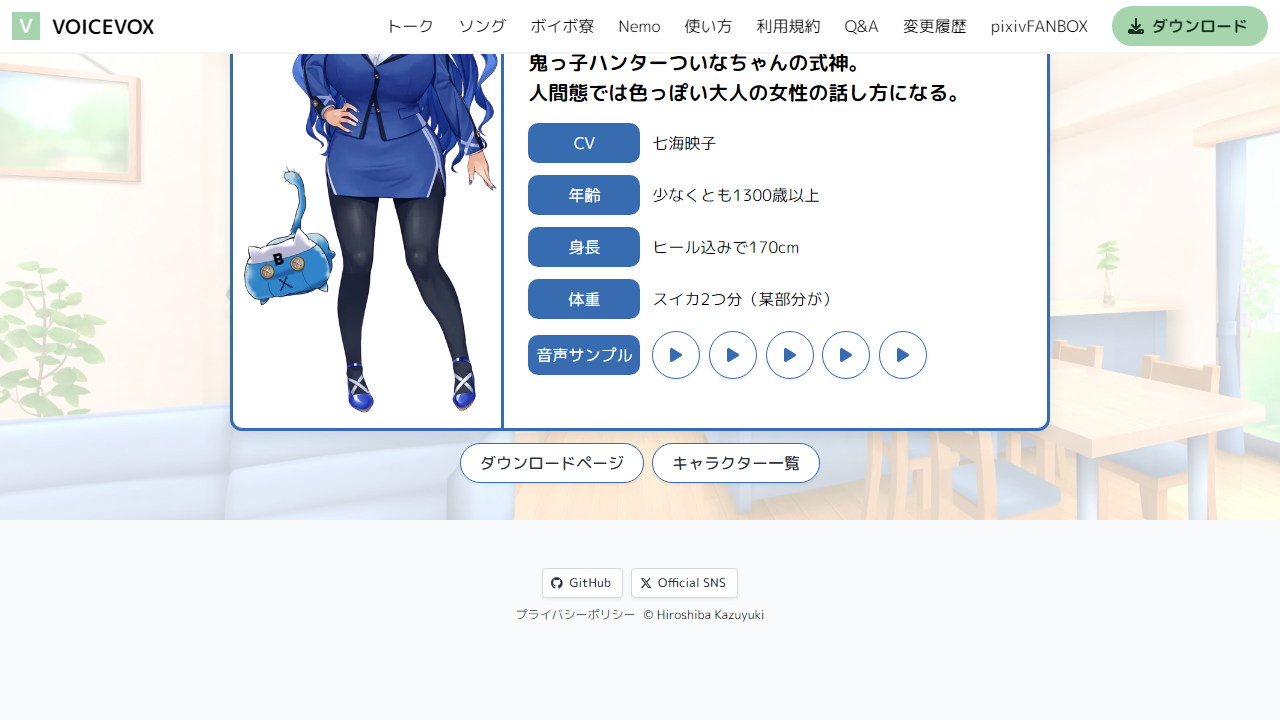 V VOICEVOX トーク ソング ボイボ寮 Nemo 使い方 利用規約 Q&A 変更履歴 pixivFANBOX ダウンロード
鬼っ子ハンターついなちゃんの式神。
人間態では色っぽい大人の女性の話し方になる。
CV 七海映子
年齢 少なくとも1300歳以上
身長 ヒール込みで170cm
体重 スイカ2つ分（某部分が）
音声サンプル
B
X
ダウンロードページ キャラクター一覧
GitHub Official SNS
プライバシーポリシー © Hiroshiba Kazuyuki